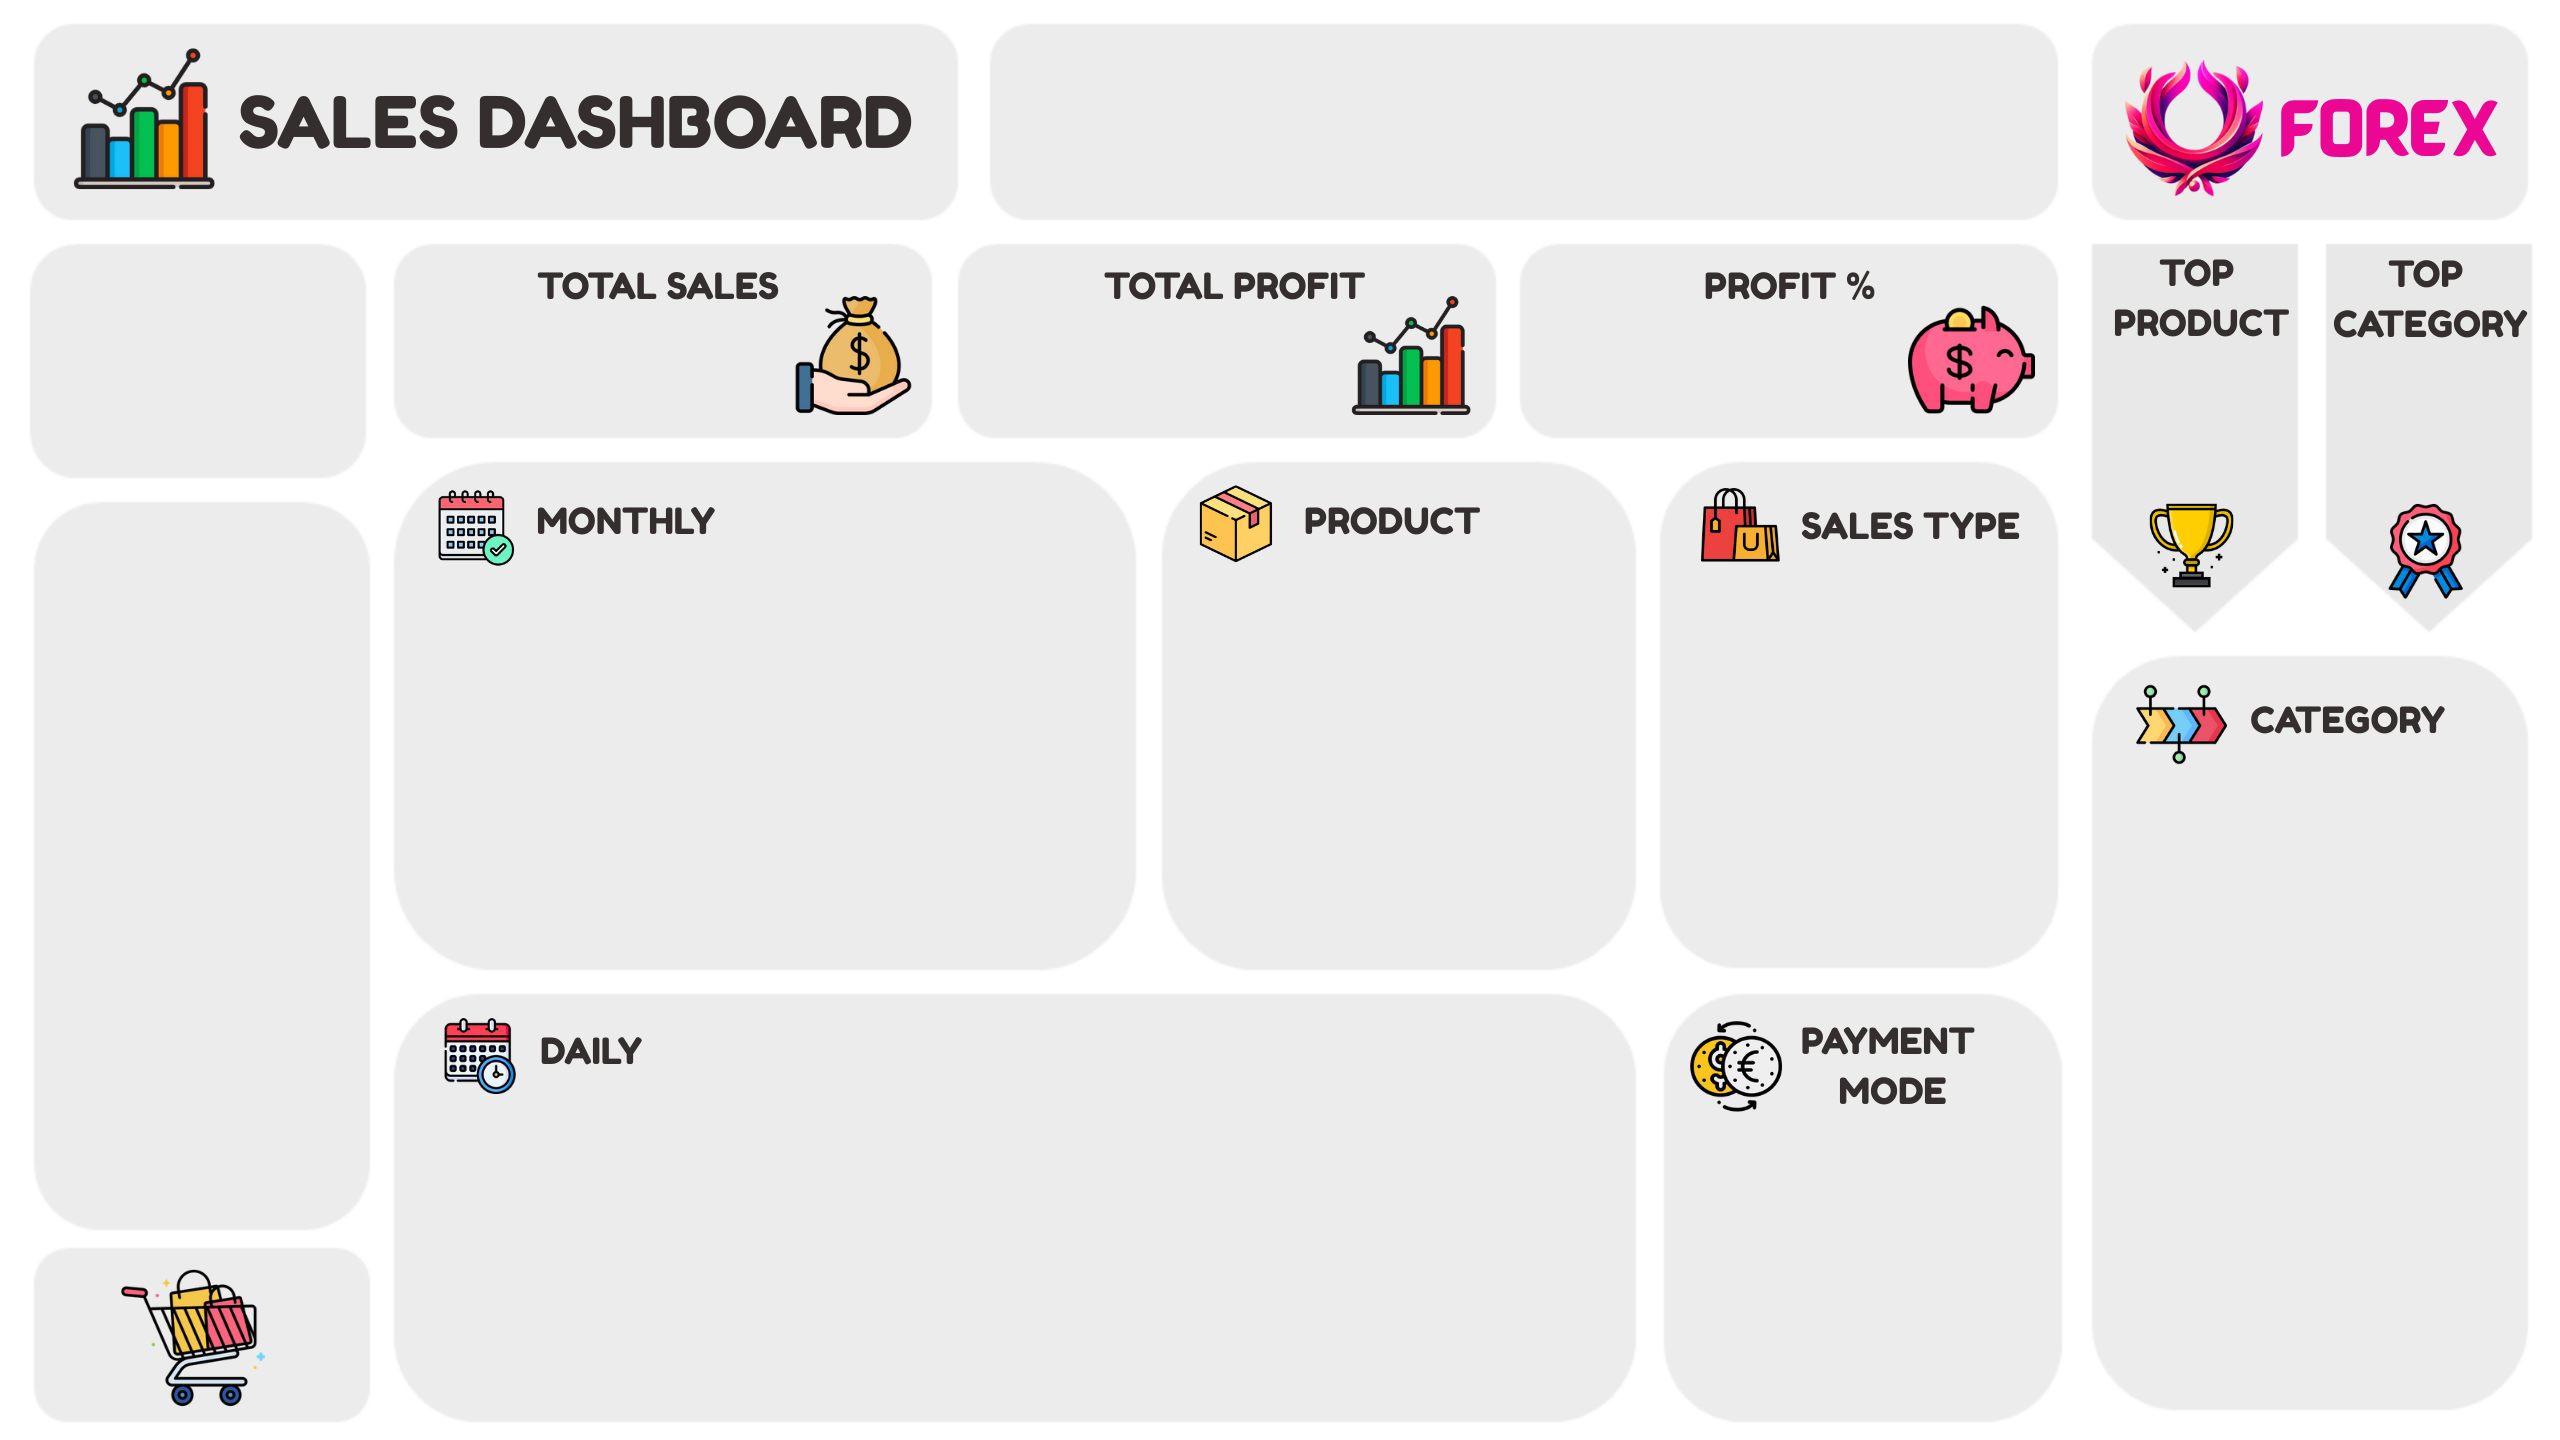 SALES DASHBOARD
FOREX
TOTAL SALES
$
TOTAL PROFIT
PROFIT %
$
TOP
PRODUCT
TOP
CATEGORY
MONTHLY
PRODUCT
SALES TYPE
CATEGORY
DAILY
PAYMENT
MODE
$
€